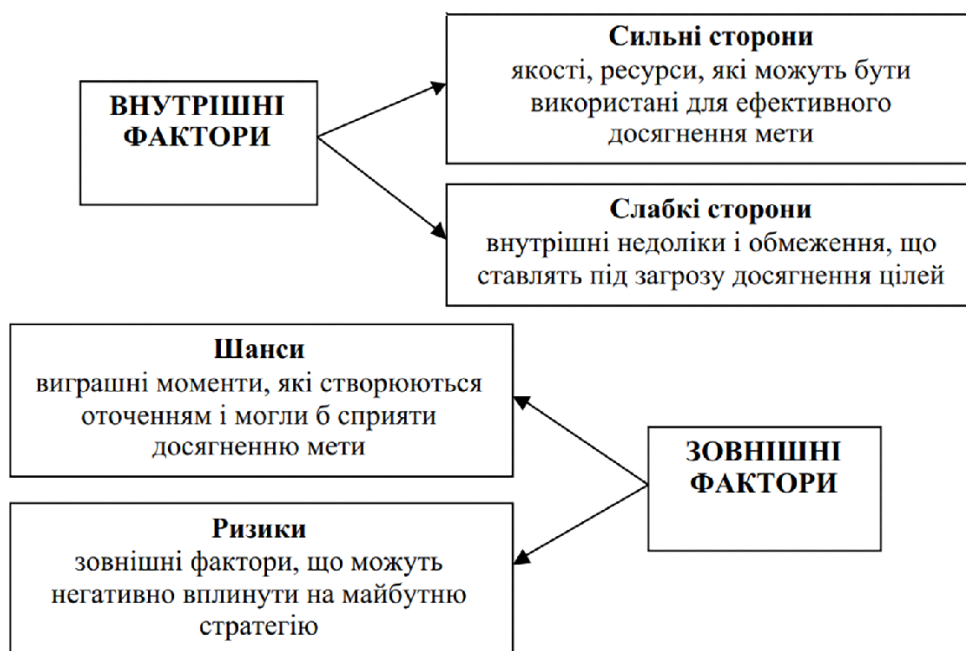 ВНУТРІШНІ
ФАКТОРИ
Сильні сторони
якості, ресурси, які можуть бути
використані для ефективного
досягнення мети
Слабкі сторони
внутрішні недоліки і обмеження, що
ставлять під загрозу досягнення цілей
Шанси
виграшні моменти, які створюються
оточенням і могли б сприяти
досягненню мети
ЗОВНІШНІ
ФАКТОРИ
Ризики
зовнішні фактори, що можуть
негативно вплинути на майбутню
стратегію